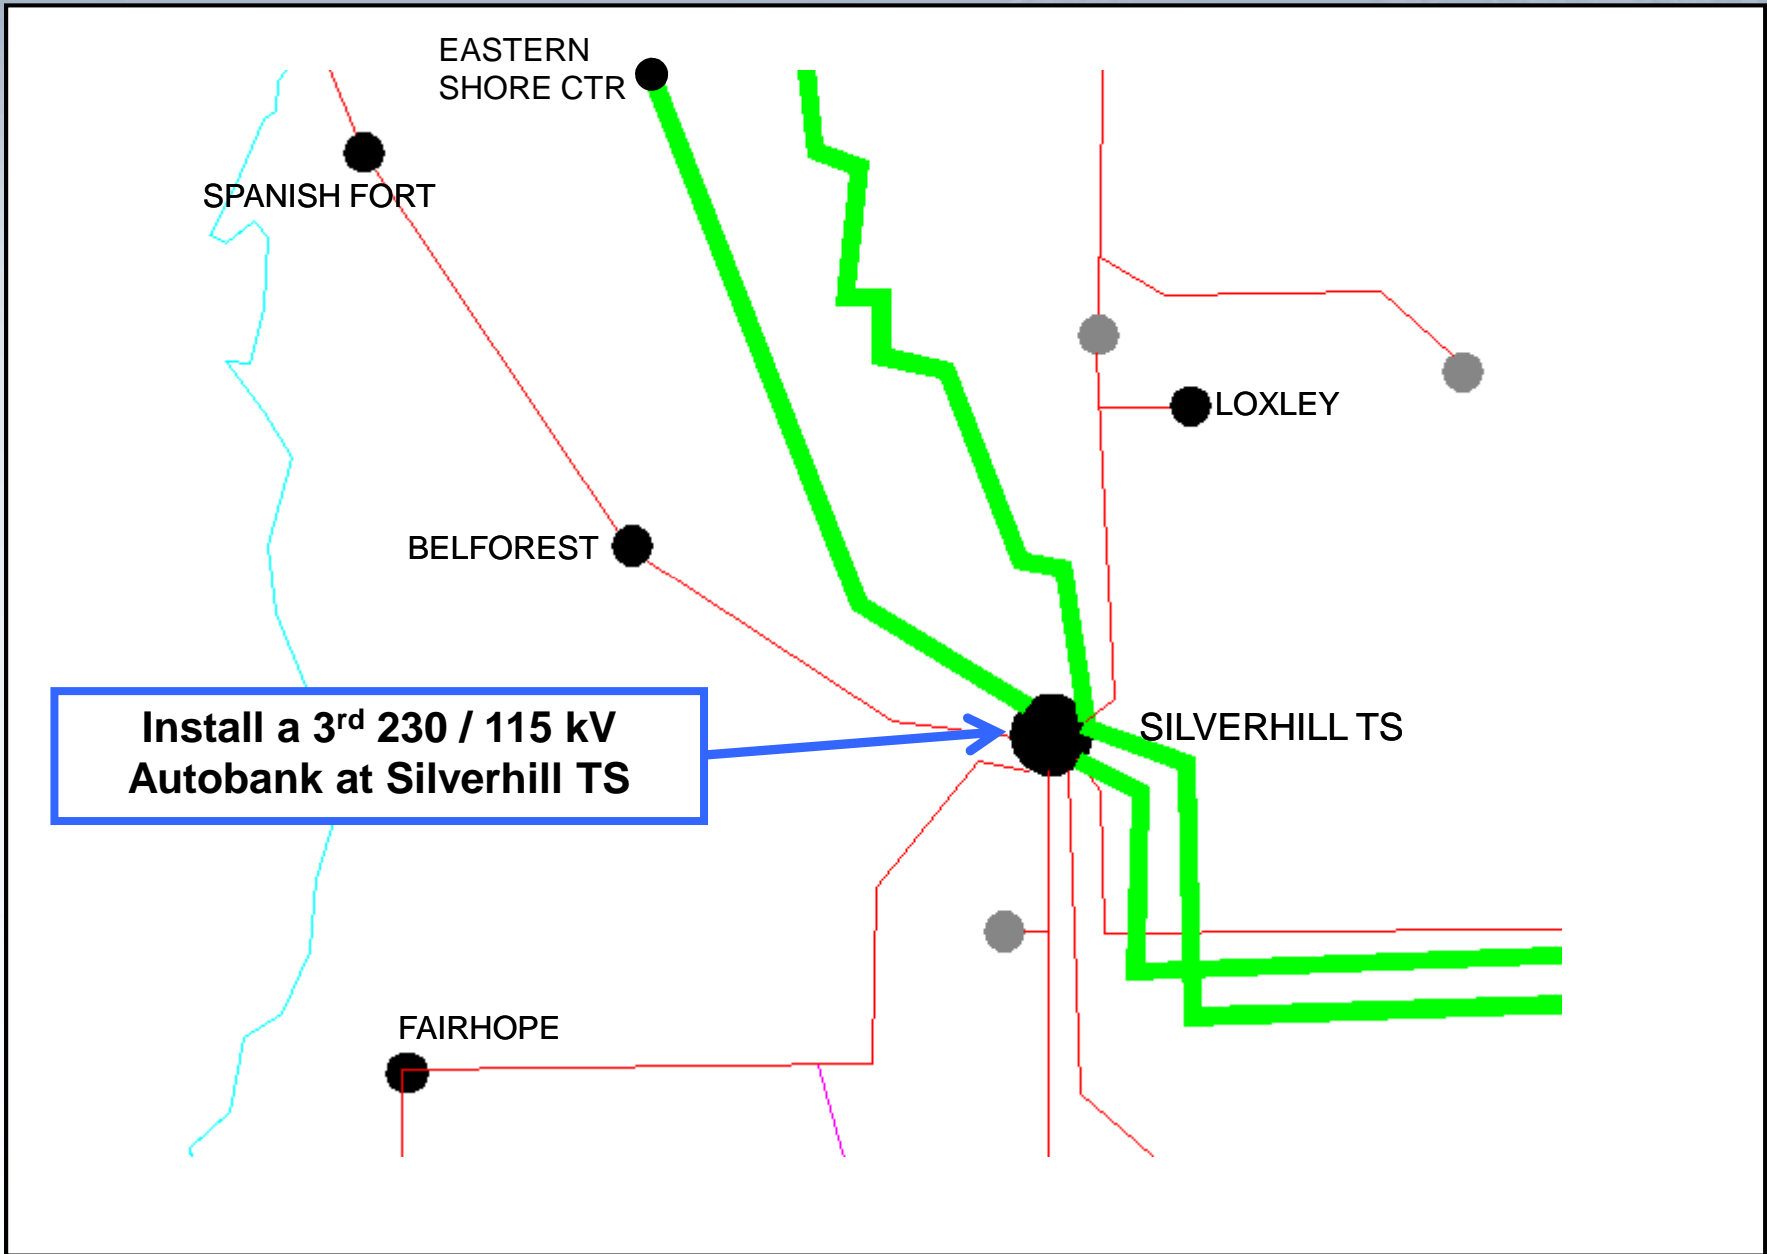 EASTERN
SHORE CTR
SPANISH FORT
LOXLEY
BELFOREST
Install a 3rd 230 / 115 kV
Autobank at Silverhill TS
SILVERHILL TS
FAIRHOPE